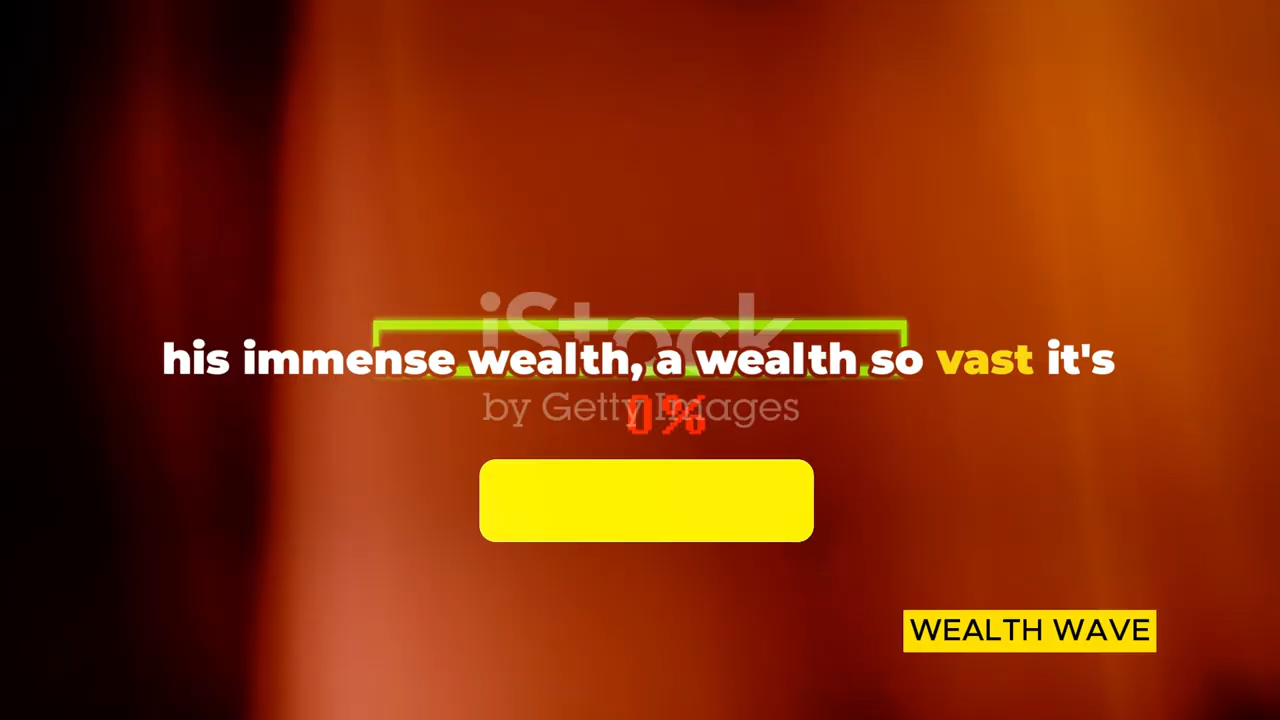 iStock
his immense wealth, a wealth so vast it's
by Getty Images
0%
WEALTH WAVE